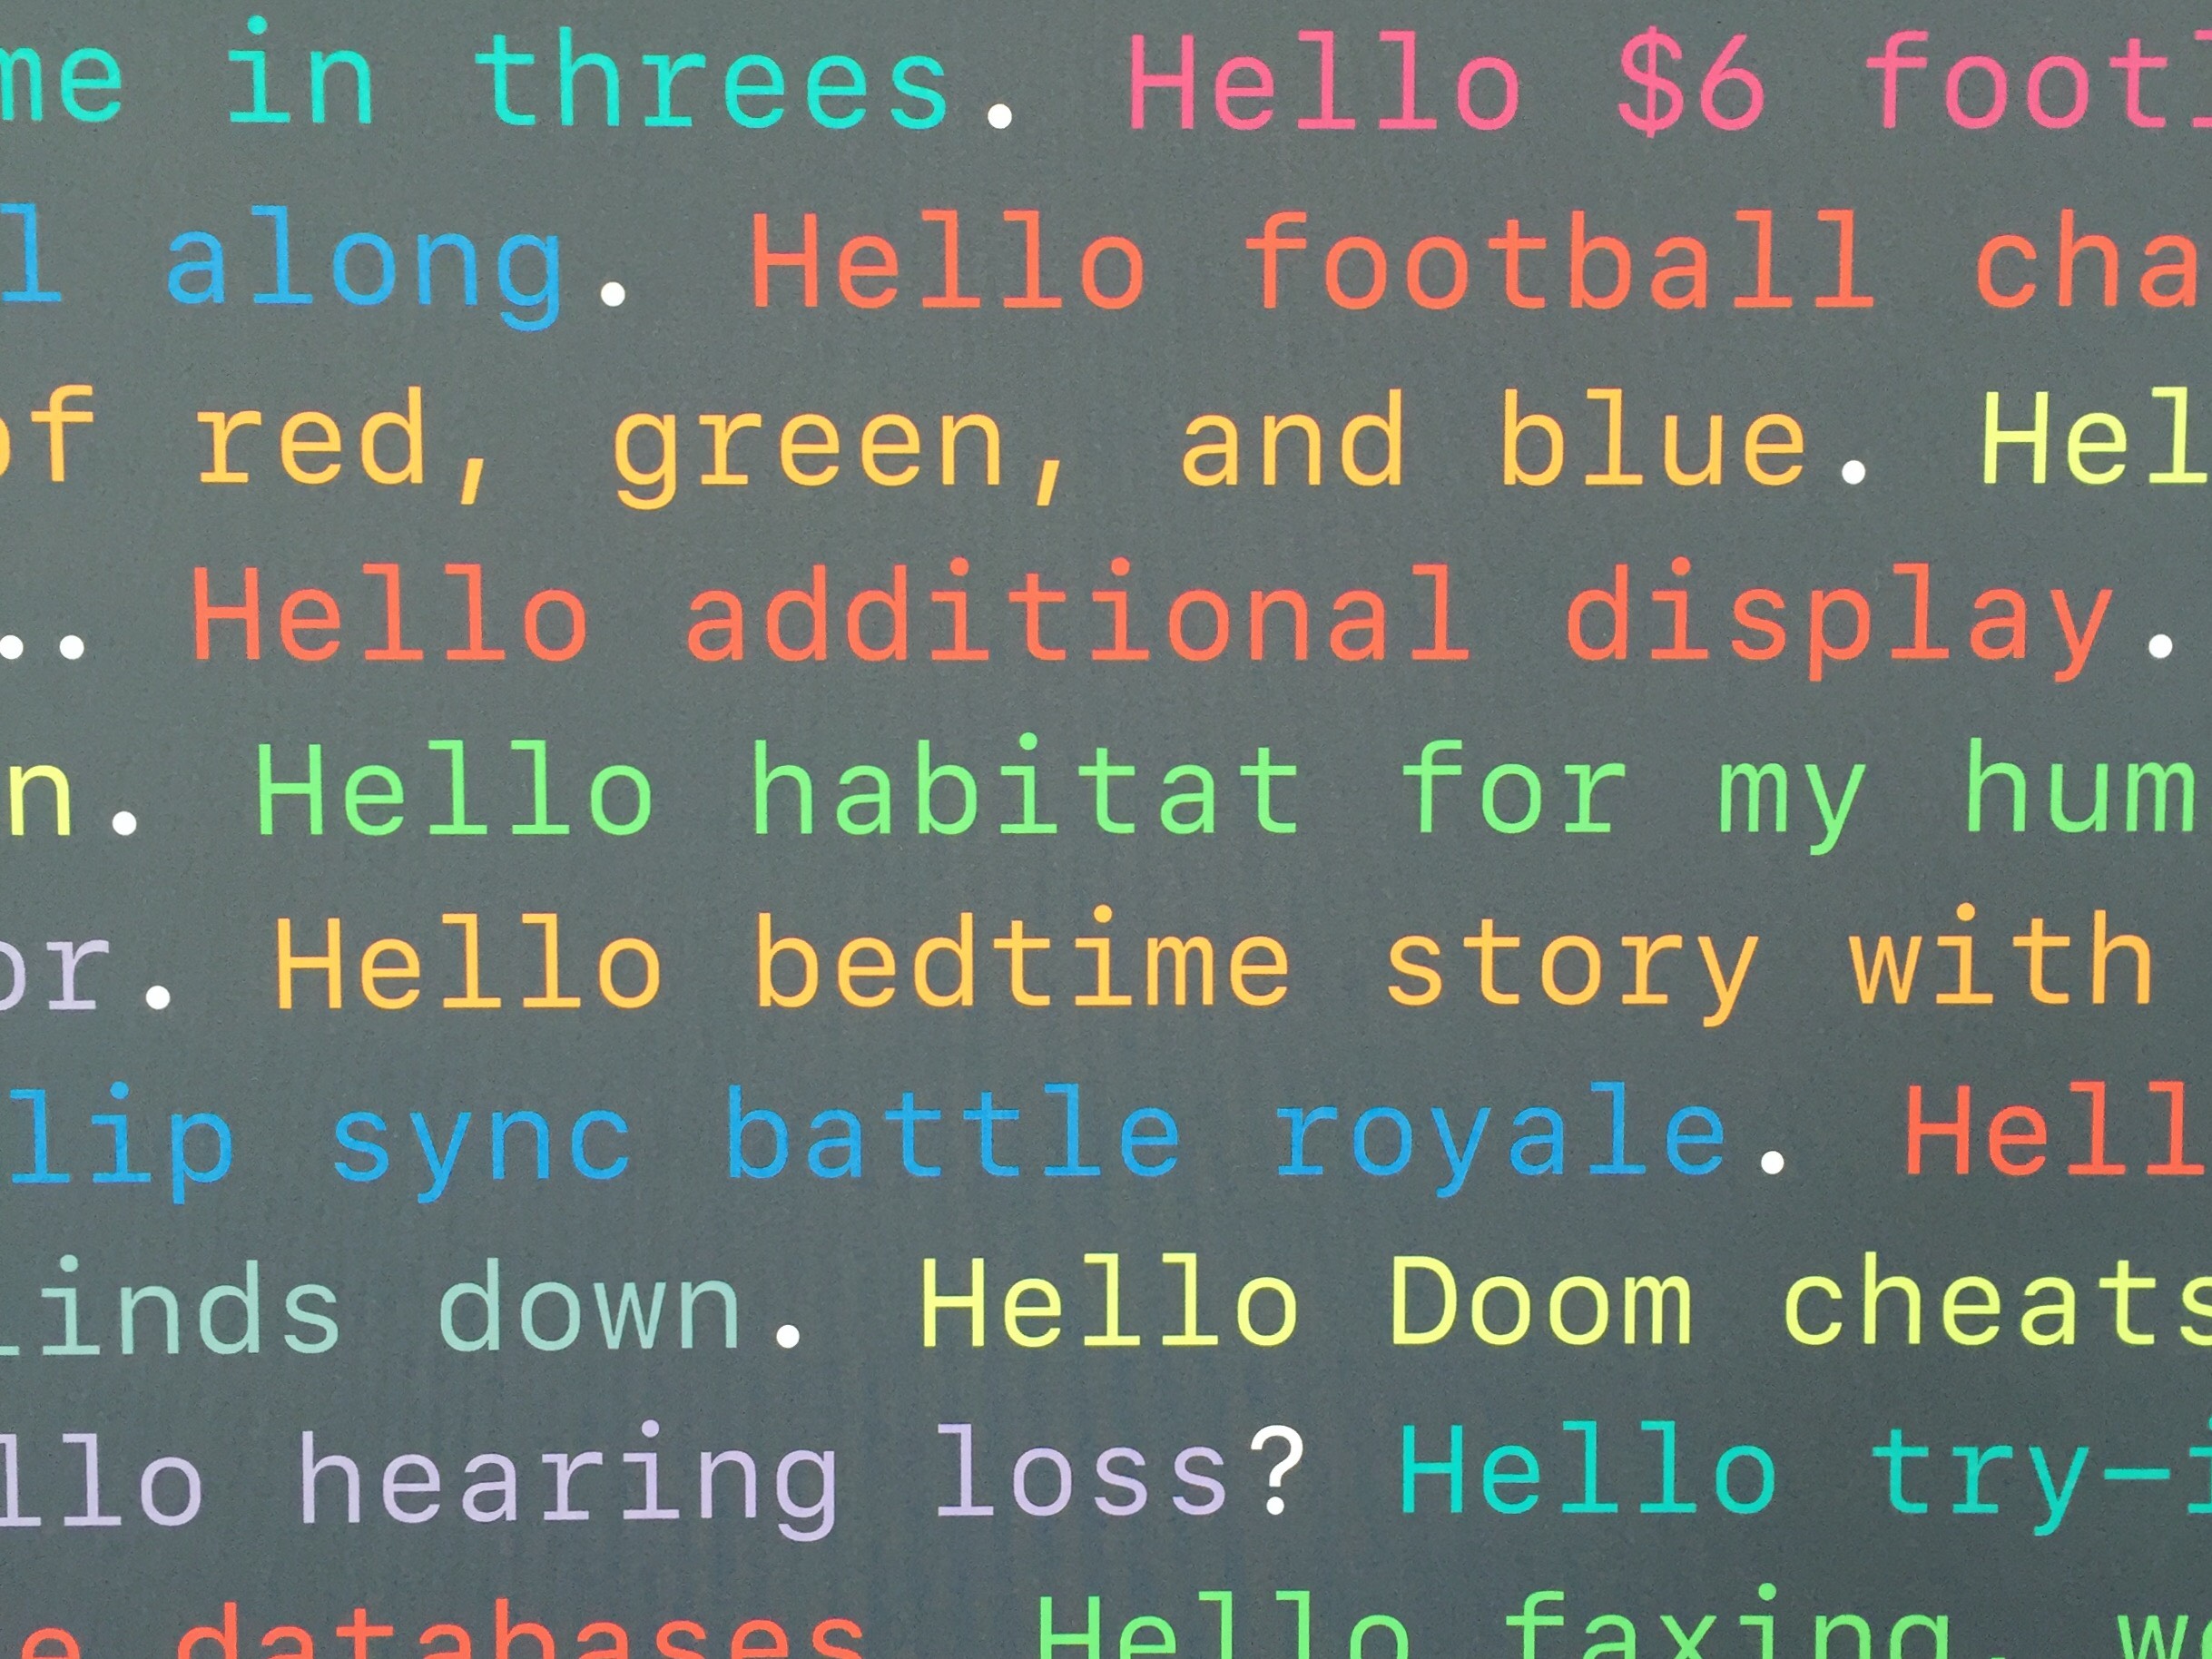 me in threes. Hello $6 footl
l along. Hello football cha
of red, green, and blue. Hel
.. Hello additional display.
n. Hello habitat for my hum
or. Hello bedtime story with
lip sync battle royale. Hell
linds down. Hello Doom cheats
llo hearing loss? Hello try-i
e databases Hello faxing, we